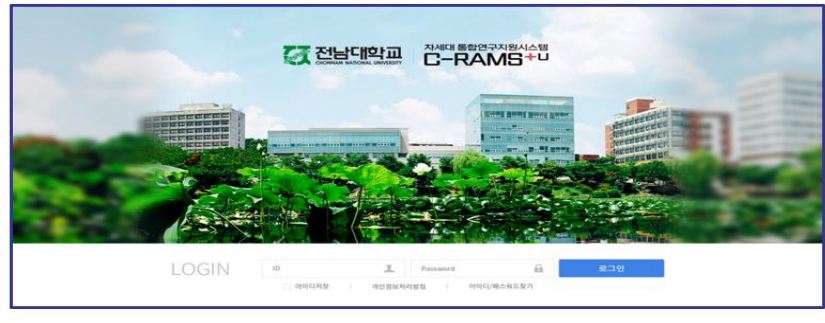 전남대학교
CHONNAM NATIONAL UNIVERSITY
차세대 통합연구지원시스템
C-RAMS+U
LOGIN
ID
Password
로그인
아이디저장
개인정보처리방침
아이디/패스워드찾기